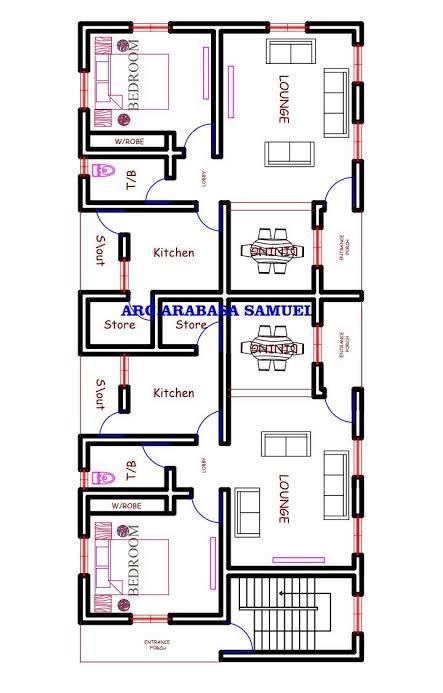 BEDROOM
LOUNGE
W/ROBE
T/B
LOBBY
S/out
Kitchen
DINING
ENTRANCE
PORCH
ARC ARABASA SAMUEL
Store
Store
DINING
ENTRANCE
PORCH
S/out
Kitchen
T/B
LOBBY
LOUNGE
W/ROBE
BEDROOM
ENTRANCE
PORCH